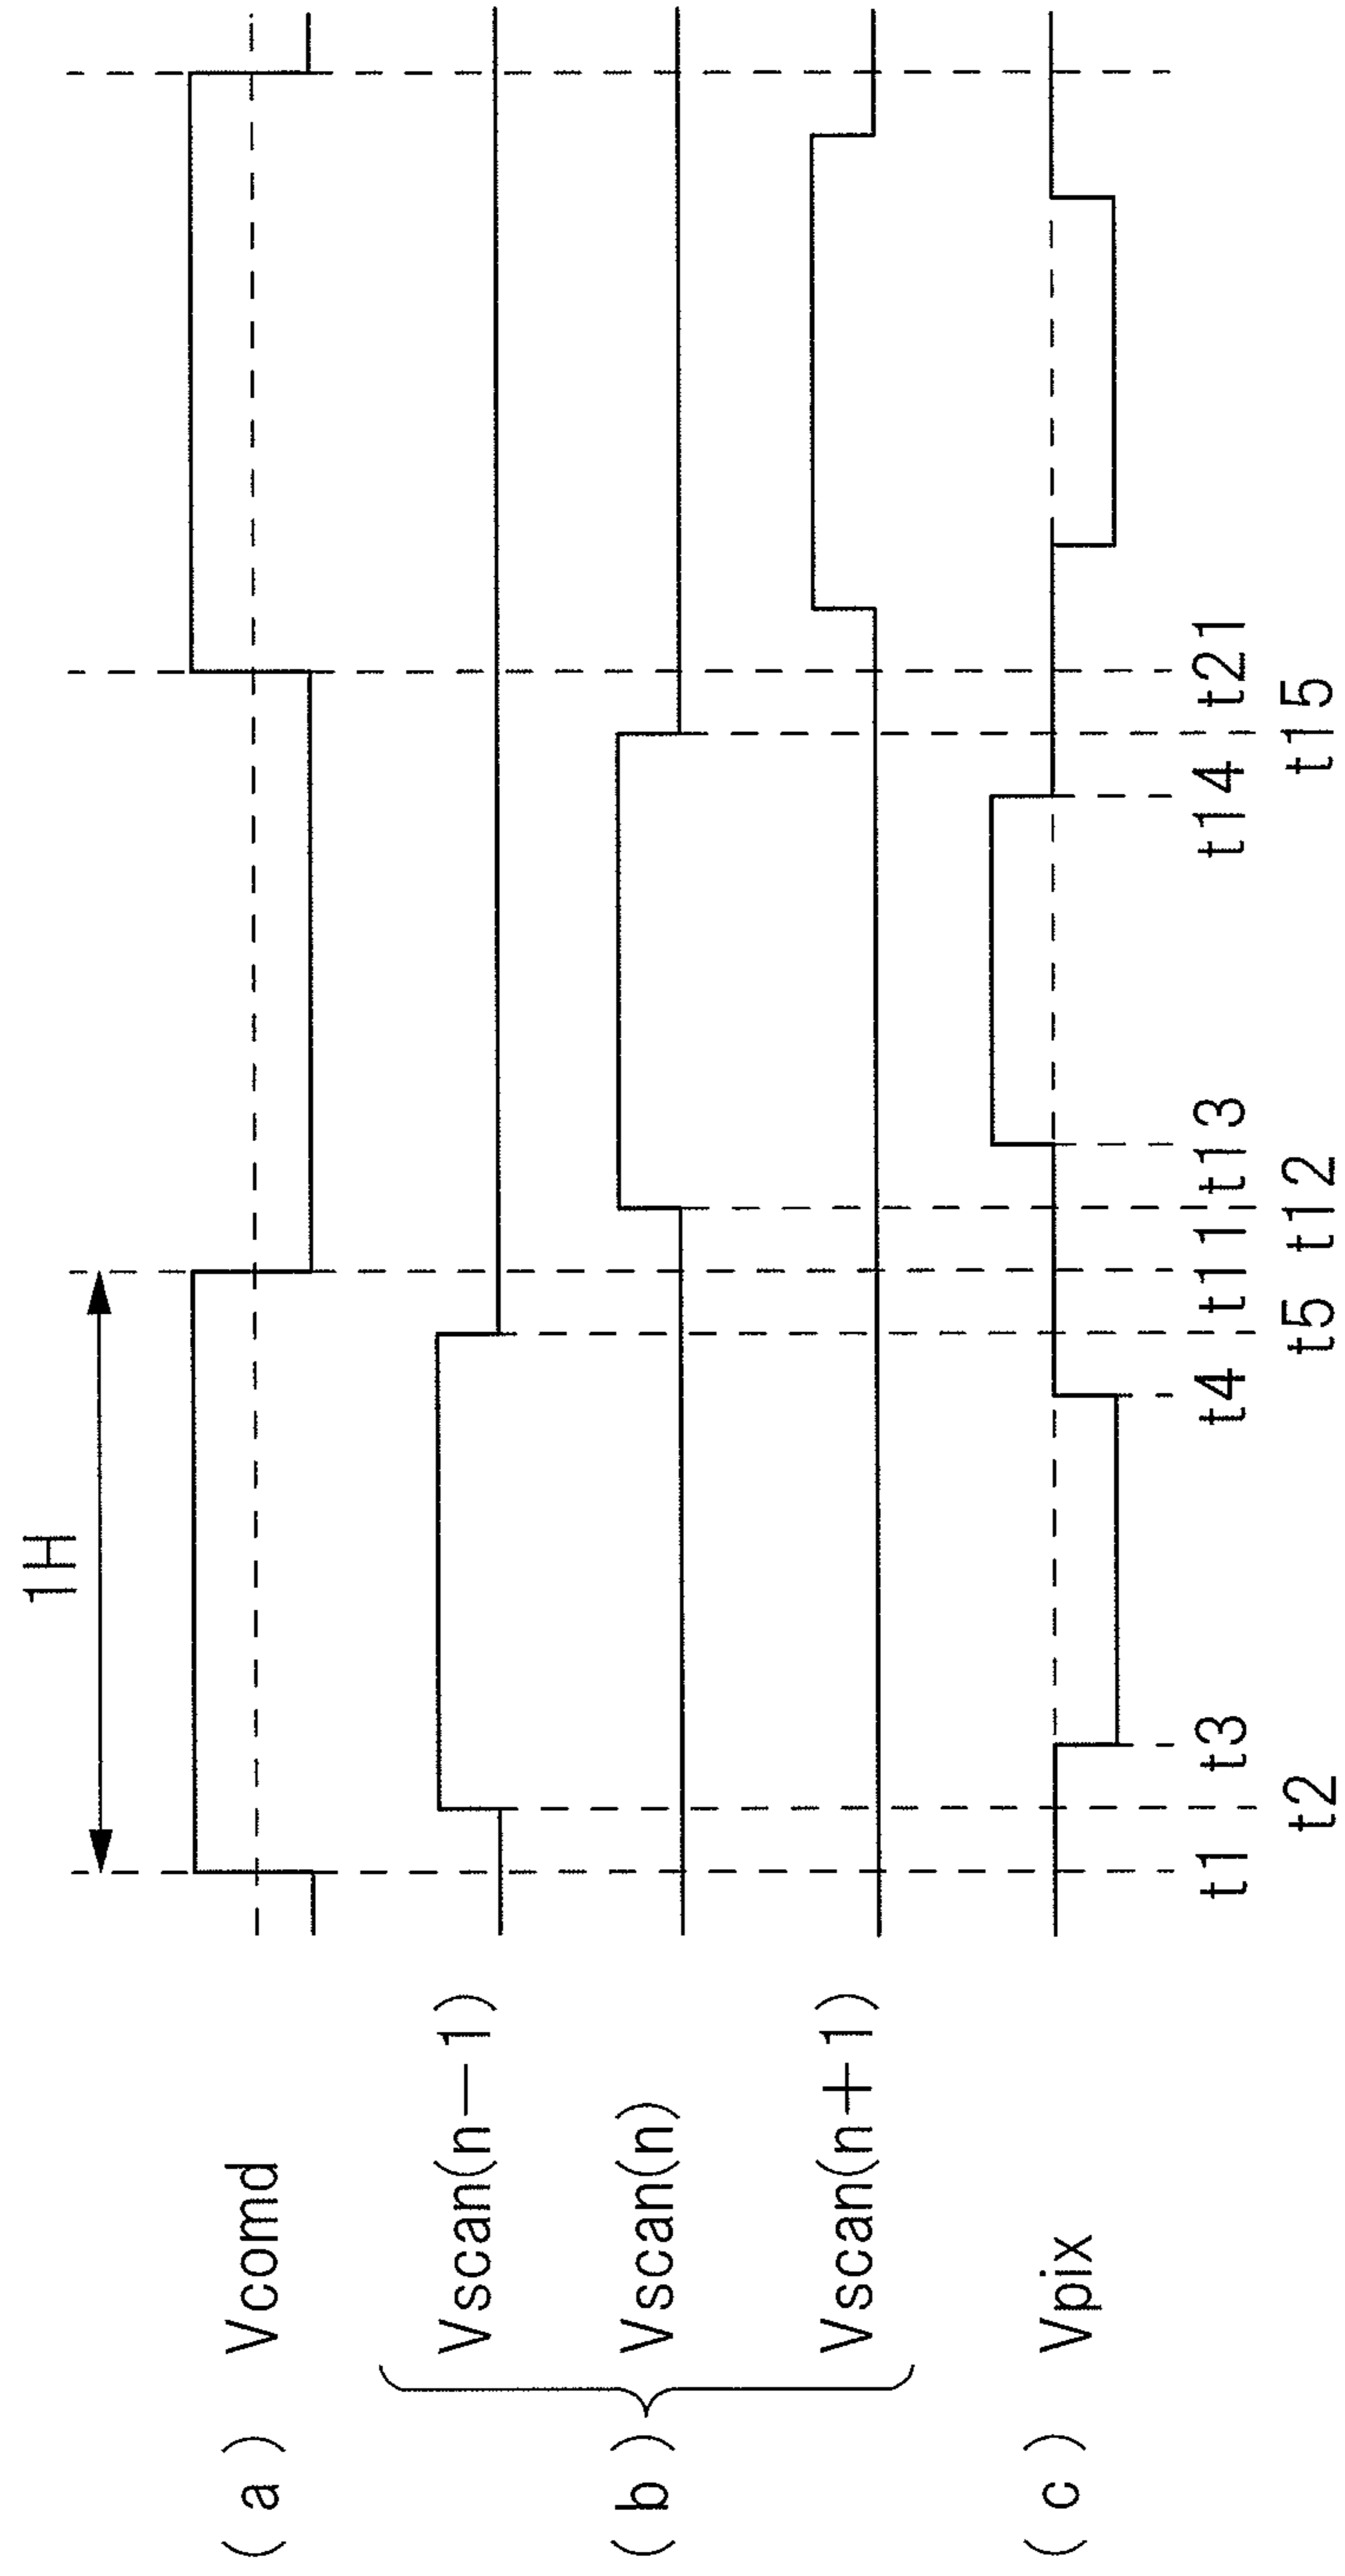 1H
(a) Vcomd
Vscan(n−1)
(b) Vscan(n)
Vscan(n+1)
(c) Vpix
t1 t3 t4 t11 t13 t14 t21
t2 t5 t12 t15